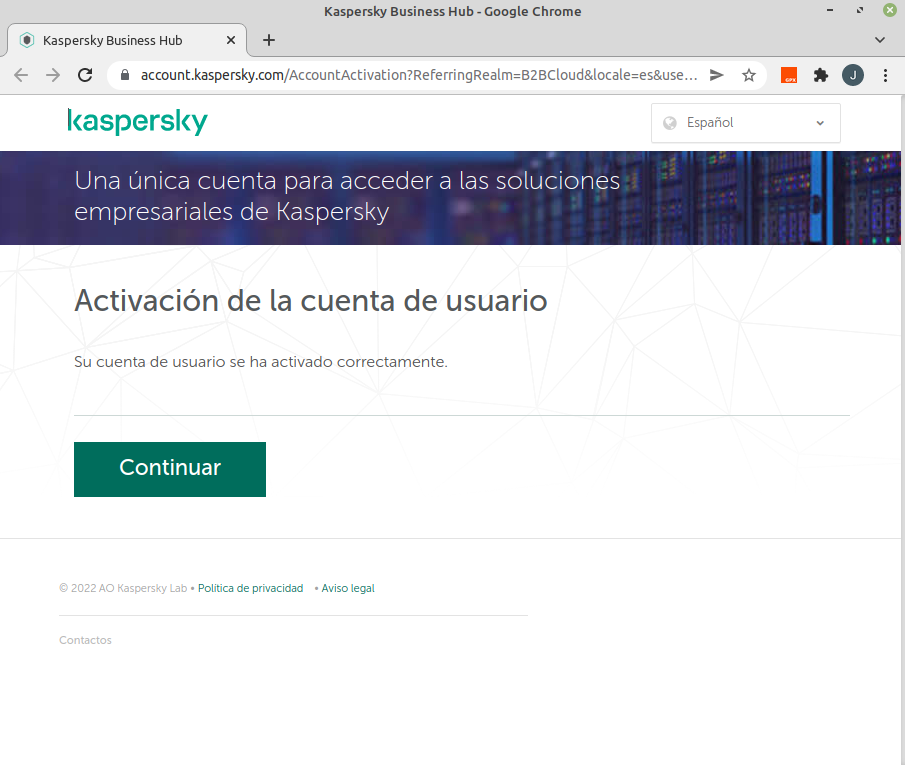 Kaspersky Business Hub - Google Chrome
Kaspersky Business Hub
account.kaspersky.com/AccountActivation?ReferringRealm=B2BCloud&locale=es&use...
J
kaspersky
Español
Una única cuenta para acceder a las soluciones
empresariales de Kaspersky
Activación de la cuenta de usuario
Su cuenta de usuario se ha activado correctamente.
Continuar
© 2022 AO Kaspersky Lab • Política de privacidad • Aviso legal
Contactos